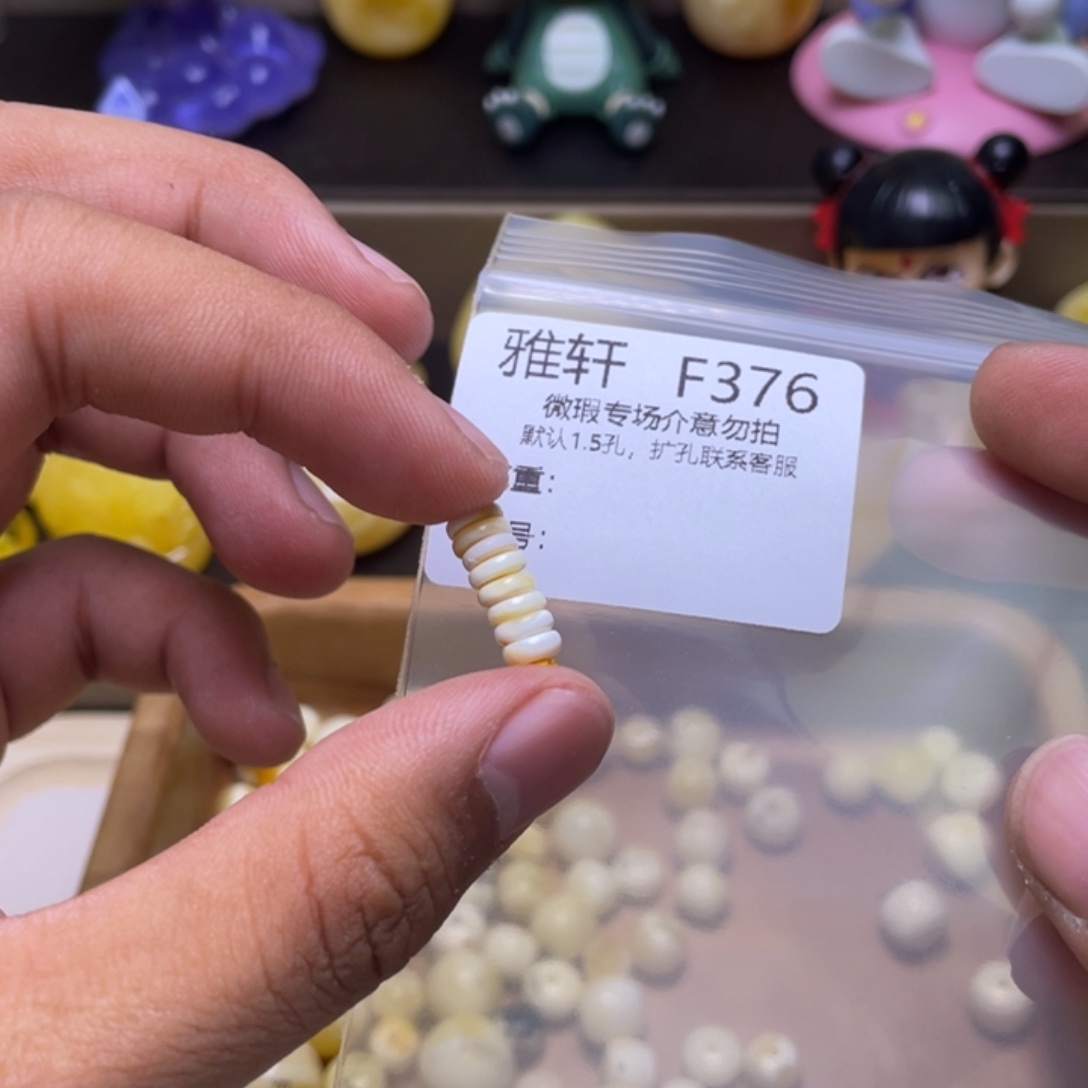 雅轩 F376
微瑕专场介意勿拍
默认1.5孔，扩孔联系客服
重：
号：